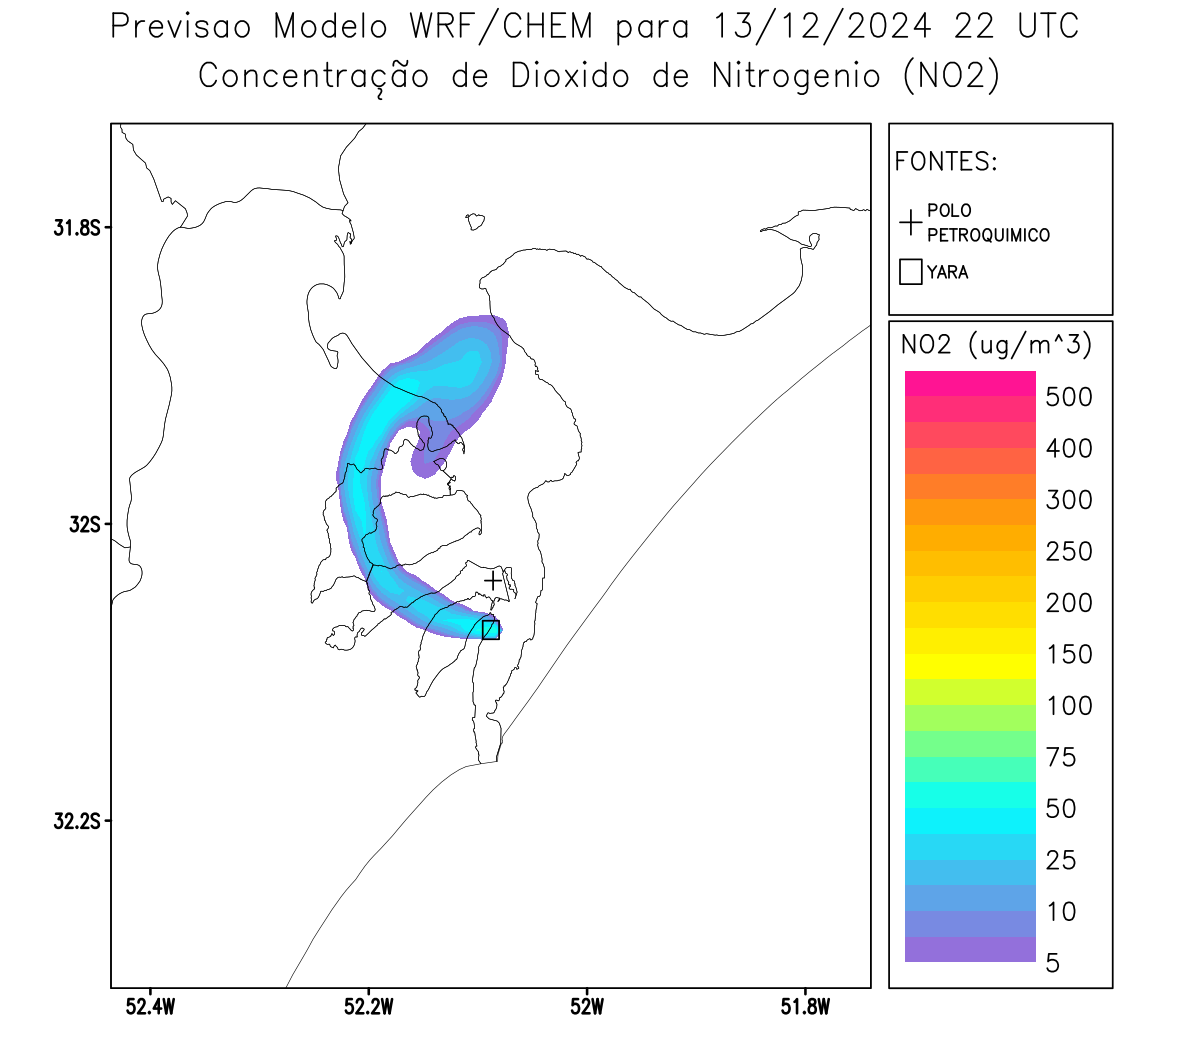 Previsao Modelo WRF/CHEM para 13/12/2024 22 UTC
Concentração de Dioxido de Nitrogenio (NO2)
FONTES:
POLO
PETROQUIMICO
YARA
NO2 (ug/m^3)
500
400
300
250
200
150
100
75
50
25
10
5
31.8S
32S
32.2S
52.4W
52.2W
52W
51.8W